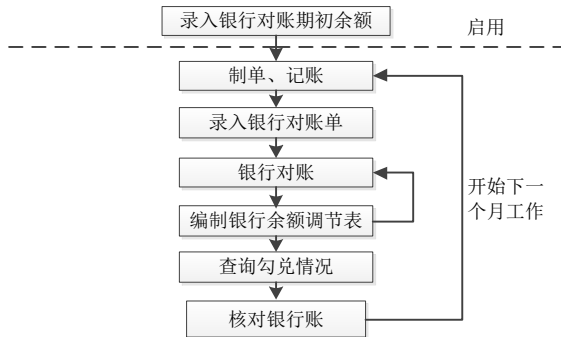 录入银行对账期初余额
启用
制单、记账
录入银行对账单
银行对账
开始下一
个月工作
编制银行余额调节表
查询勾兑情况
核对银行账